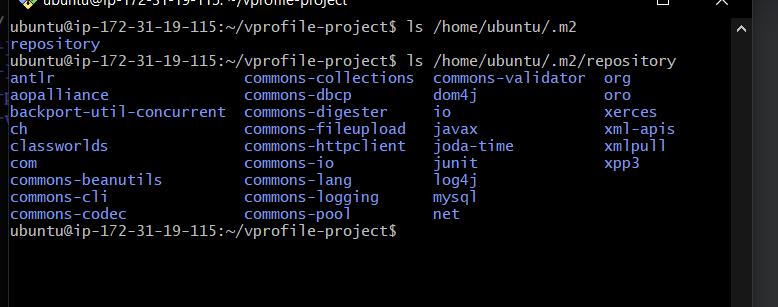 ubuntu@ip-172-31-19-115: ~/vprofile-project
ubuntu@ip-172-31-19-115:~/vprofile-project$ ls /home/ubuntu/.m2
repository
ubuntu@ip-172-31-19-115:~/vprofile-project$ ls /home/ubuntu/.m2/repository
antlr commons-collections commons-validator org
aopalliance commons-dbcp dom4j oro
backport-util-concurrent commons-digester io xerces
ch commons-fileupload javax xml-apis
classworlds commons-httpclient joda-time xmlpull
com commons-io junit xpp3
commons-beanutils commons-lang log4j
commons-cli commons-logging mysql
commons-codec commons-pool net
ubuntu@ip-172-31-19-115:~/vprofile-project$